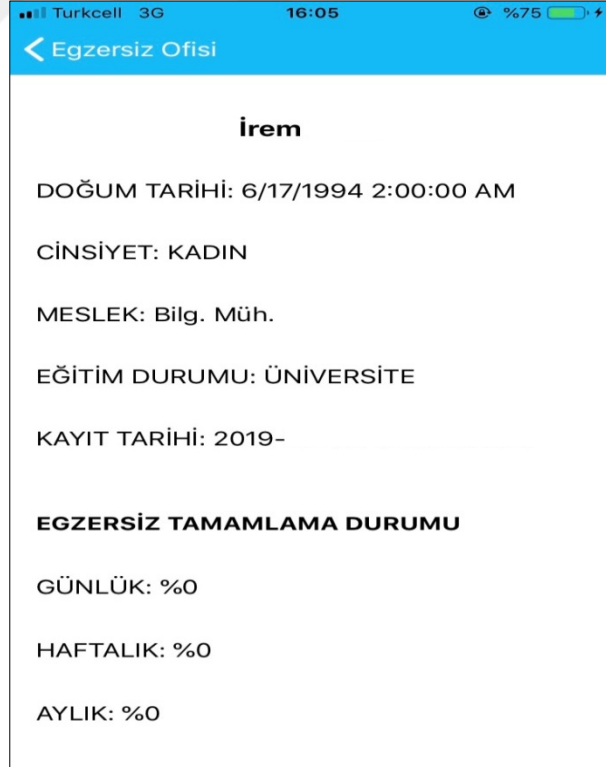 Turkcell 3G 16:05 %75
Egzersiz Ofisi
İrem
DOĞUM TARİHİ: 6/17/1994 2:00:00 AM
CİNSİYET: KADIN
MESLEK: Bilg. Müh.
EĞİTİM DURUMU: ÜNİVERSİTE
KAYIT TARİHİ: 2019-
EGZERSİZ TAMAMLAMA DURUMU
GÜNLÜK: %0
HAFTALIK: %0
AYLIK: %0